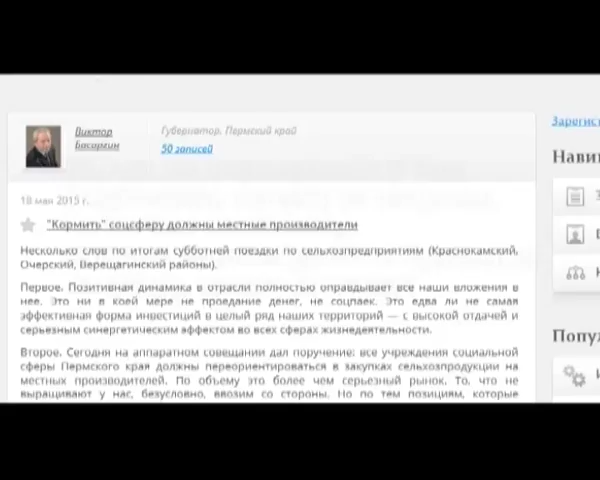 Виктор
Басаргин
Губернатор, Пермский край
50 записей
Зарегис
Нави
18 мая 2015 г.
"Кормить" соцсферу должны местные производители
Несколько слов по итогам субботней поездки по сельхозпредприятиям (Краснокамский,
Очерский, Верещагинский районы).
Первое. Позитивная динамика в отрасли полностью оправдывает все наши вложения в
нее. Это ни в коей мере не проедание денег, не соцпаек. Это едва ли не самая
эффективная форма инвестиций в целый ряд наших территорий — с высокой отдачей и
серьезным синергетическим эффектом во всех сферах жизнедеятельности.
Второе. Сегодня на аппаратном совещании дал поручение: все учреждения социальной
сферы Пермского края должны переориентироваться в закупках сельхозпродукции на
местных производителей. По объему это более чем серьезный рынок. То, что не
выращивают у нас, безусловно, ввозим со стороны. Но по тем позициям, которые
Попу